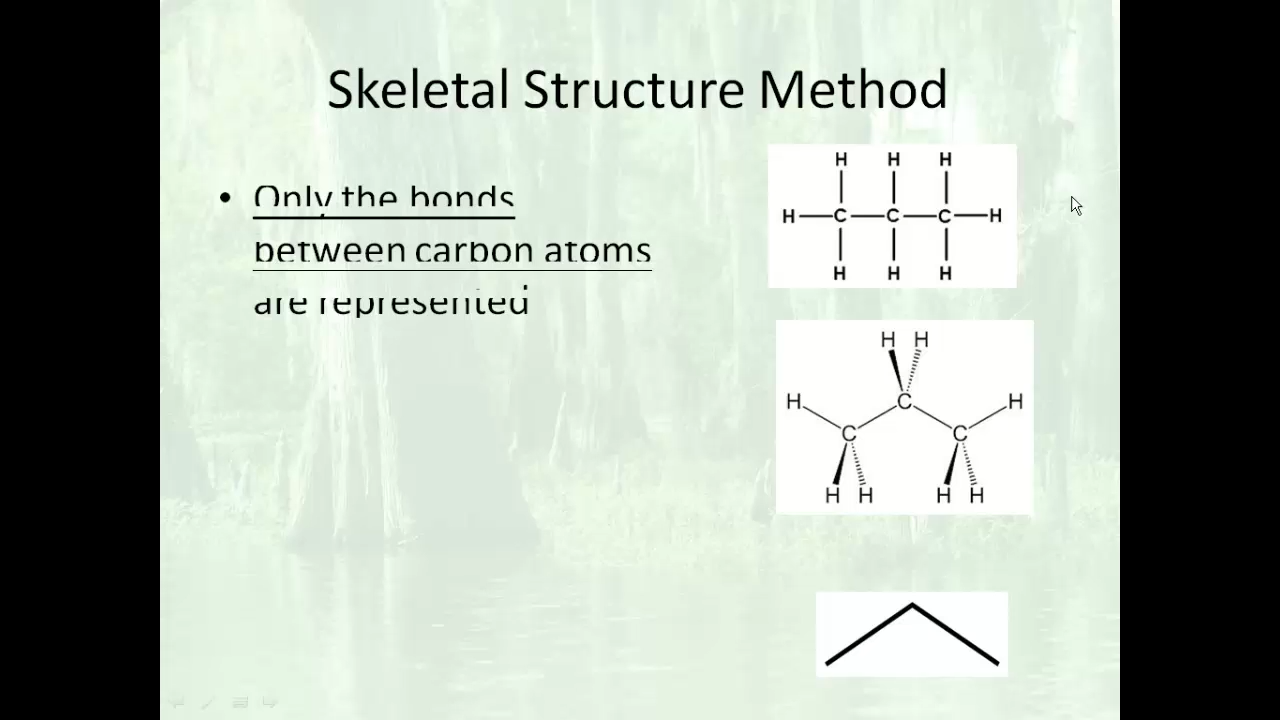 Skeletal Structure Method
• Only the bonds
between carbon atoms
are represented
H H H
H C C C H
H H H
H H
H C H
C C
H H H H